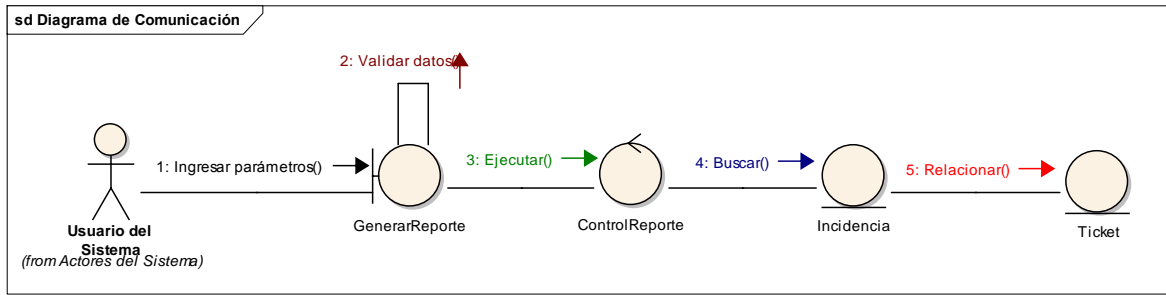 sd Diagrama de Comunicación
2: Validar datos()
1: Ingresar parámetros()
3: Ejecutar()
4: Buscar()
5: Relacionar()
Usuario del
Sistema
(from Actores del Sistema)
GenerarReporte
ControlReporte
Incidencia
Ticket